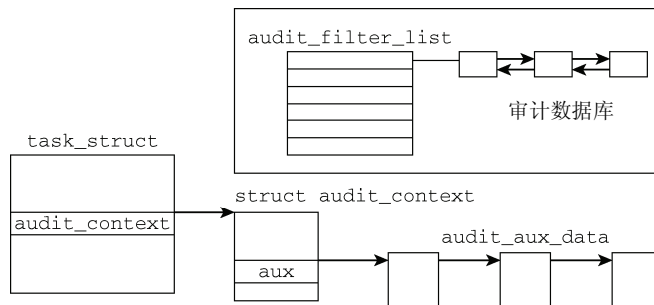 audit_filter_list
审计数据库
task_struct
audit_context
struct audit_context
aux
audit_aux_data